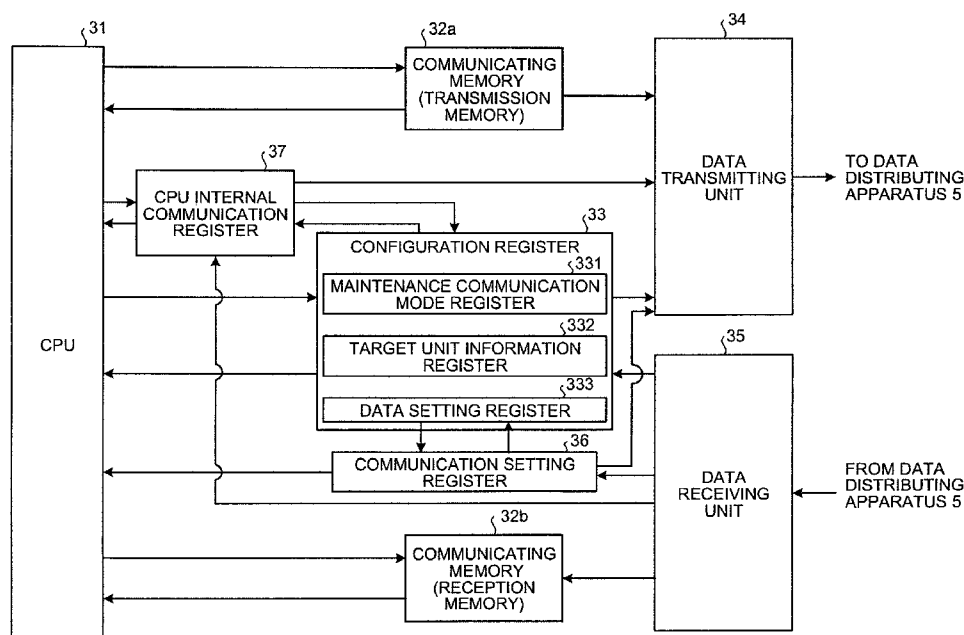 31
32a
34
COMMUNICATING
MEMORY
(TRANSMISSION
MEMORY)
DATA
TRANSMITTING
UNIT
TO DATA
DISTRIBUTING
APPARATUS 5
37
CPU INTERNAL
COMMUNICATION
REGISTER
33
CONFIGURATION REGISTER
331
MAINTENANCE COMMUNICATION
MODE REGISTER
332
TARGET UNIT INFORMATION
REGISTER
333
DATA SETTING REGISTER
CPU
35
36
COMMUNICATION SETTING
REGISTER
DATA
RECEIVING
UNIT
FROM DATA
DISTRIBUTING
APPARATUS 5
32b
COMMUNICATING
MEMORY
(RECEPTION
MEMORY)